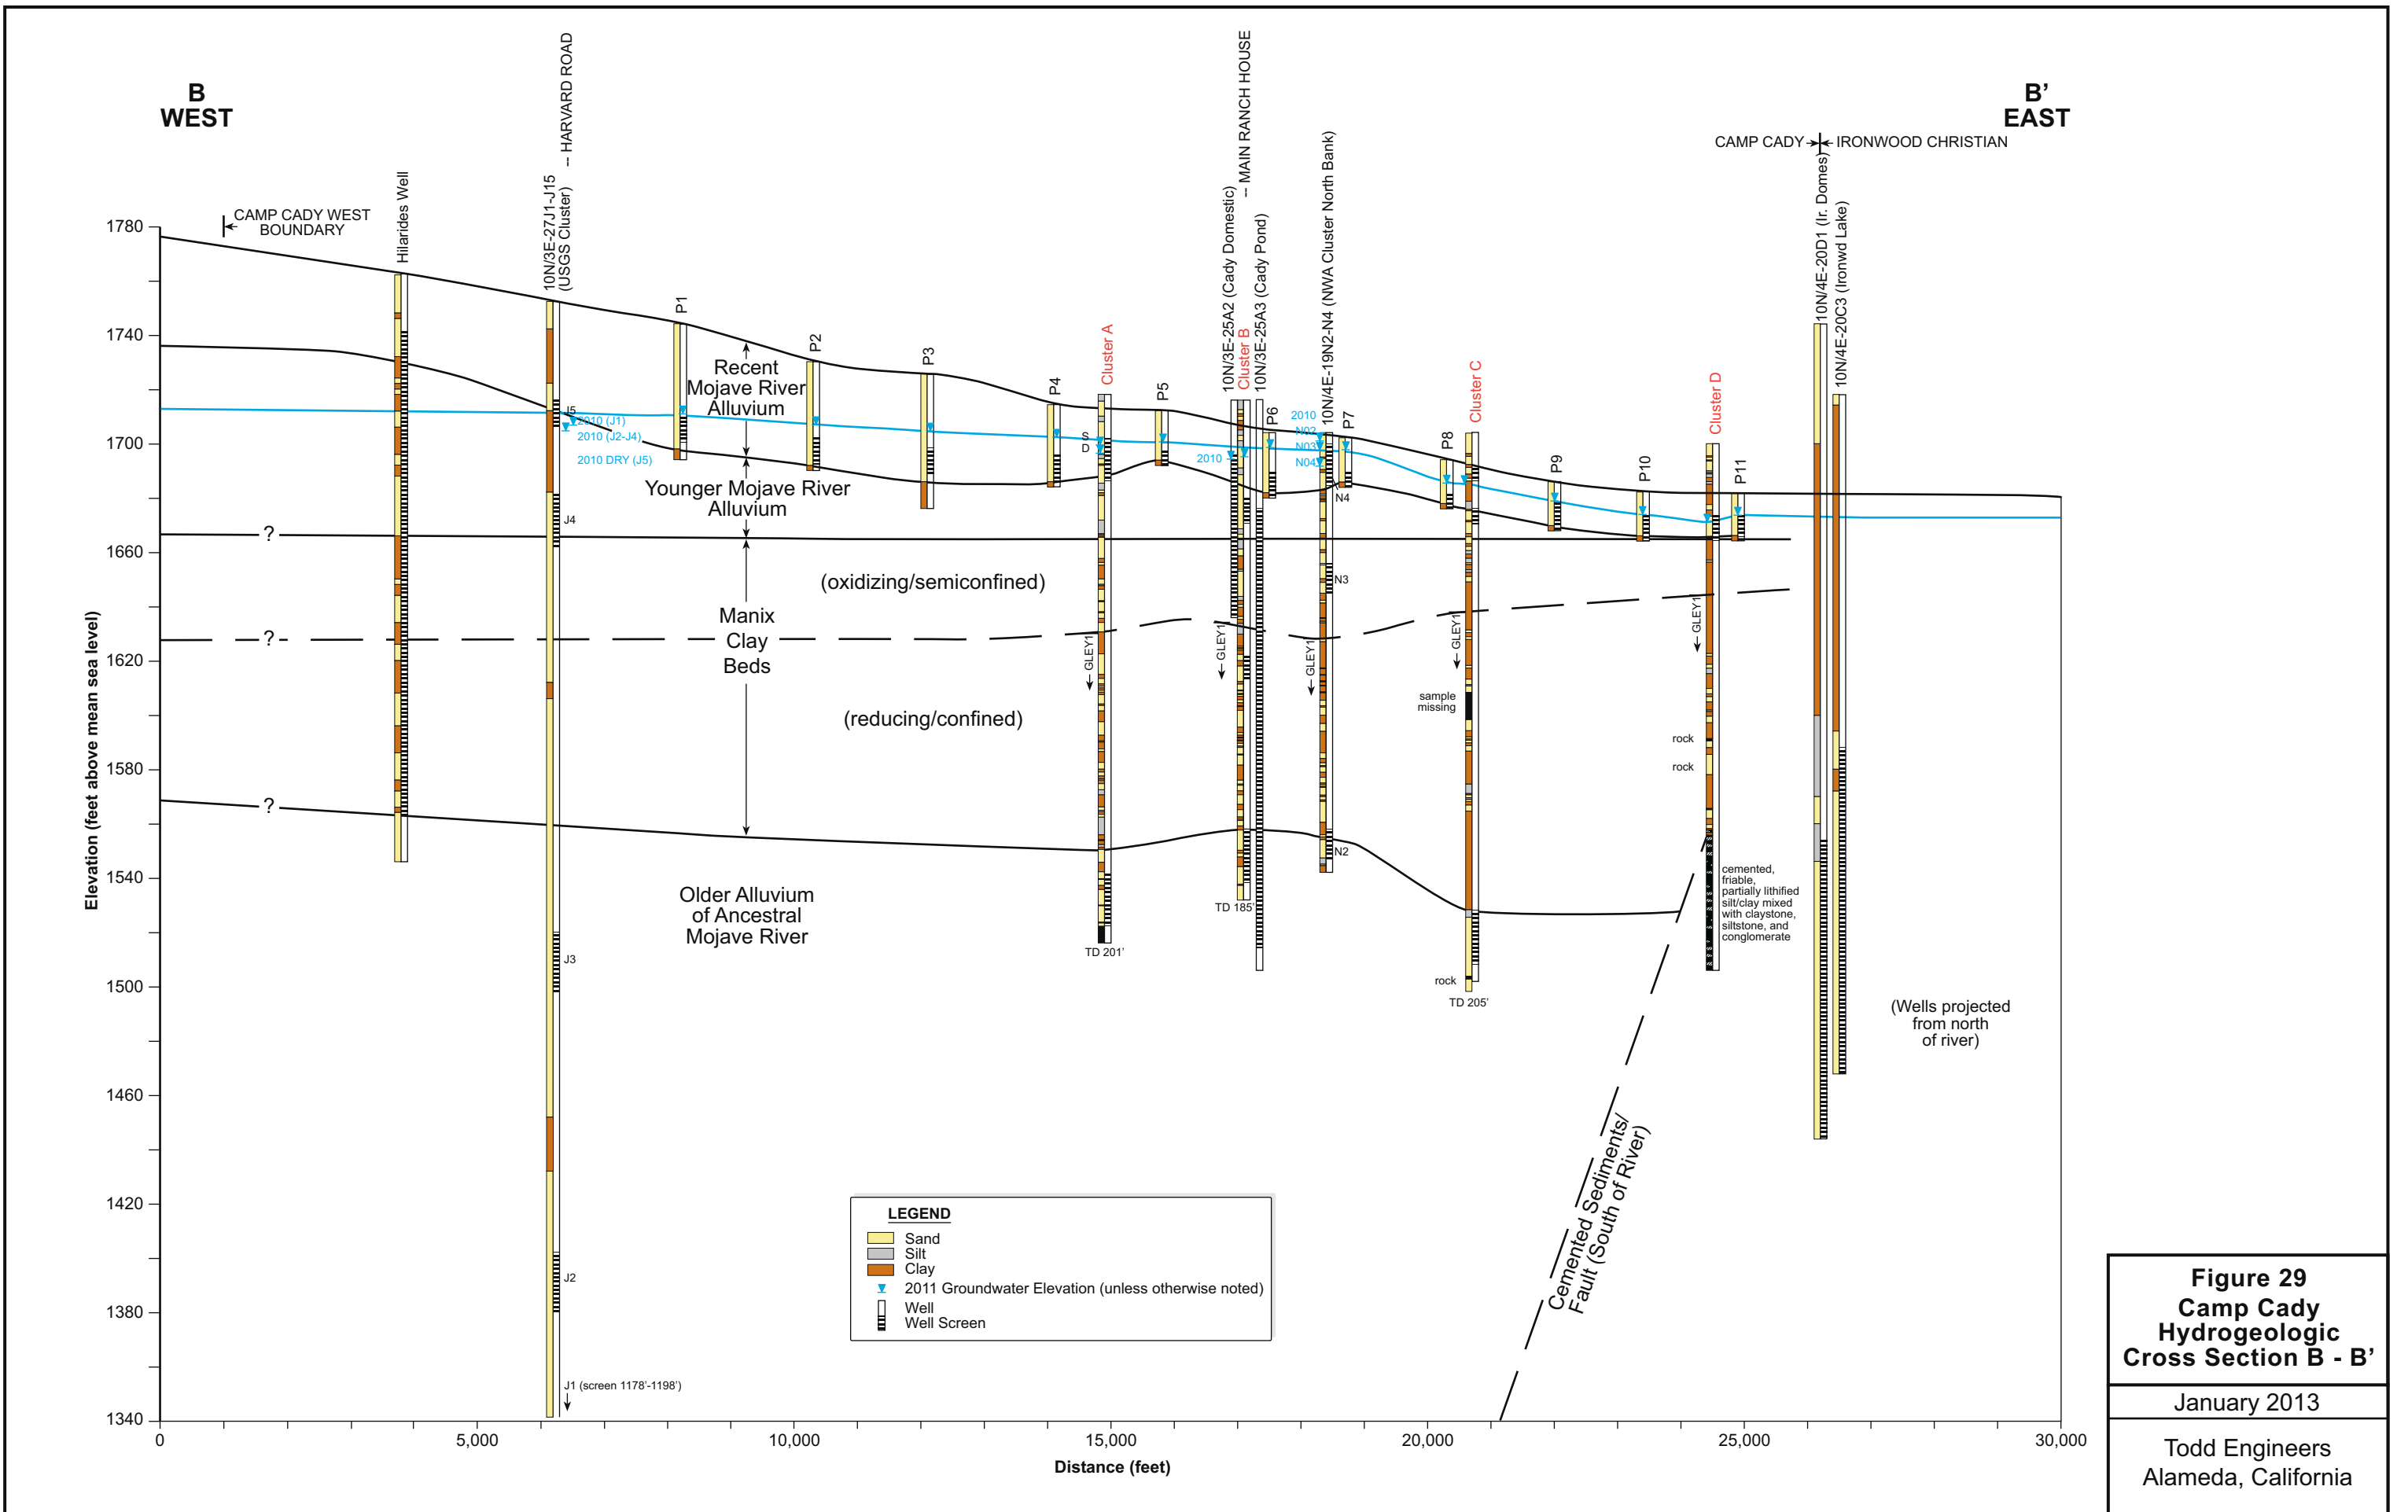 B
WEST
B’
EAST
-- HARVARD ROAD
-- MAIN RANCH HOUSE
CAMP CADY
IRONWOOD CHRISTIAN
CAMP CADY WEST
BOUNDARY
Hilarides Well
10N/3E-27J1-J15
(USGS Cluster)
P1
P2
P3
P4
Cluster A
P5
10N/3E-25A2 (Cady Domestic)
Cluster B
10N/3E-25A3 (Cady Pond)
P6
10N/4E-19N2-N4 (NWA Cluster North Bank)
P7
P8
Cluster C
P9
P10
Cluster D
P11
10N/4E-20D1 (Ir. Domes)
10N/4E-20C3 (Ironwd Lake)
Elevation (feet above mean sea level)
1780
1740
1700
1660
1620
1580
1540
1500
1460
1420
1380
1340
J5
2010 (J1)
2010 (J2-J4)
2010 DRY (J5)
J4
J3
J2
J1 (screen 1178’-1198’)
Recent
Mojave River
Alluvium
Younger Mojave River
Alluvium
?
?
?
(oxidizing/semiconfined)
Manix
Clay
Beds
(reducing/confined)
Older Alluvium
of Ancestral
Mojave River
S
D
2010
2010
N02
N03
N04
N4
N3
N2
GLEY1
GLEY1
GLEY1
GLEY1
GLEY1
sample
missing
rock
rock
rock
TD 201’
TD 185’
TD 205’
cemented,
friable,
partially lithified
silt/clay mixed
with claystone,
siltstone, and
conglomerate
(Wells projected
from north
of river)
Cemented Sediments/
Fault (South of River)
LEGEND
Sand
Silt
Clay
2011 Groundwater Elevation (unless otherwise noted)
Well
Well Screen
0
5,000
10,000
15,000
20,000
25,000
30,000
Distance (feet)
Figure 29
Camp Cady
Hydrogeologic
Cross Section B - B’
January 2013
Todd Engineers
Alameda, California